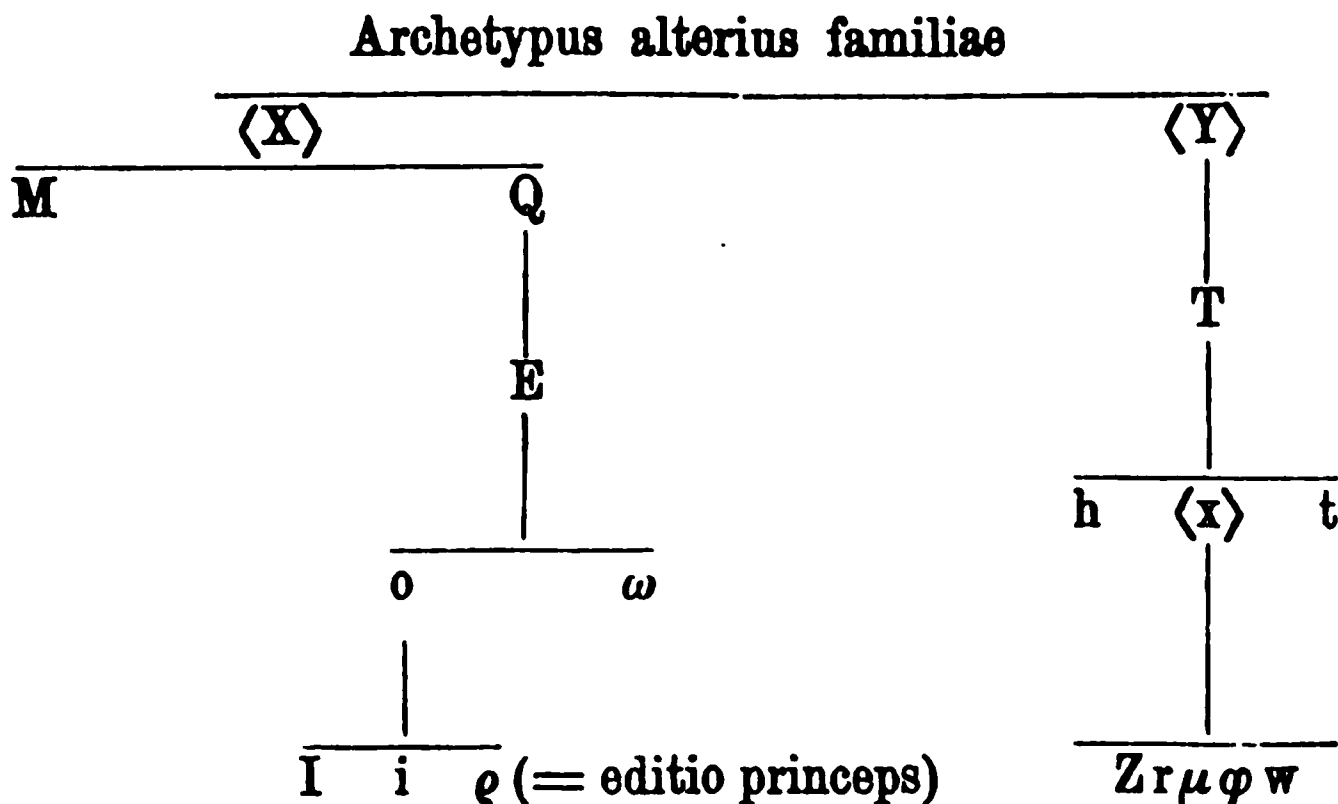 Archetypus alterius familiae
⟨X⟩ ⟨Y⟩
M Q
T
E
h ⟨x⟩ t
o ω
I i ϱ (= editio princeps) Z r μ φ w